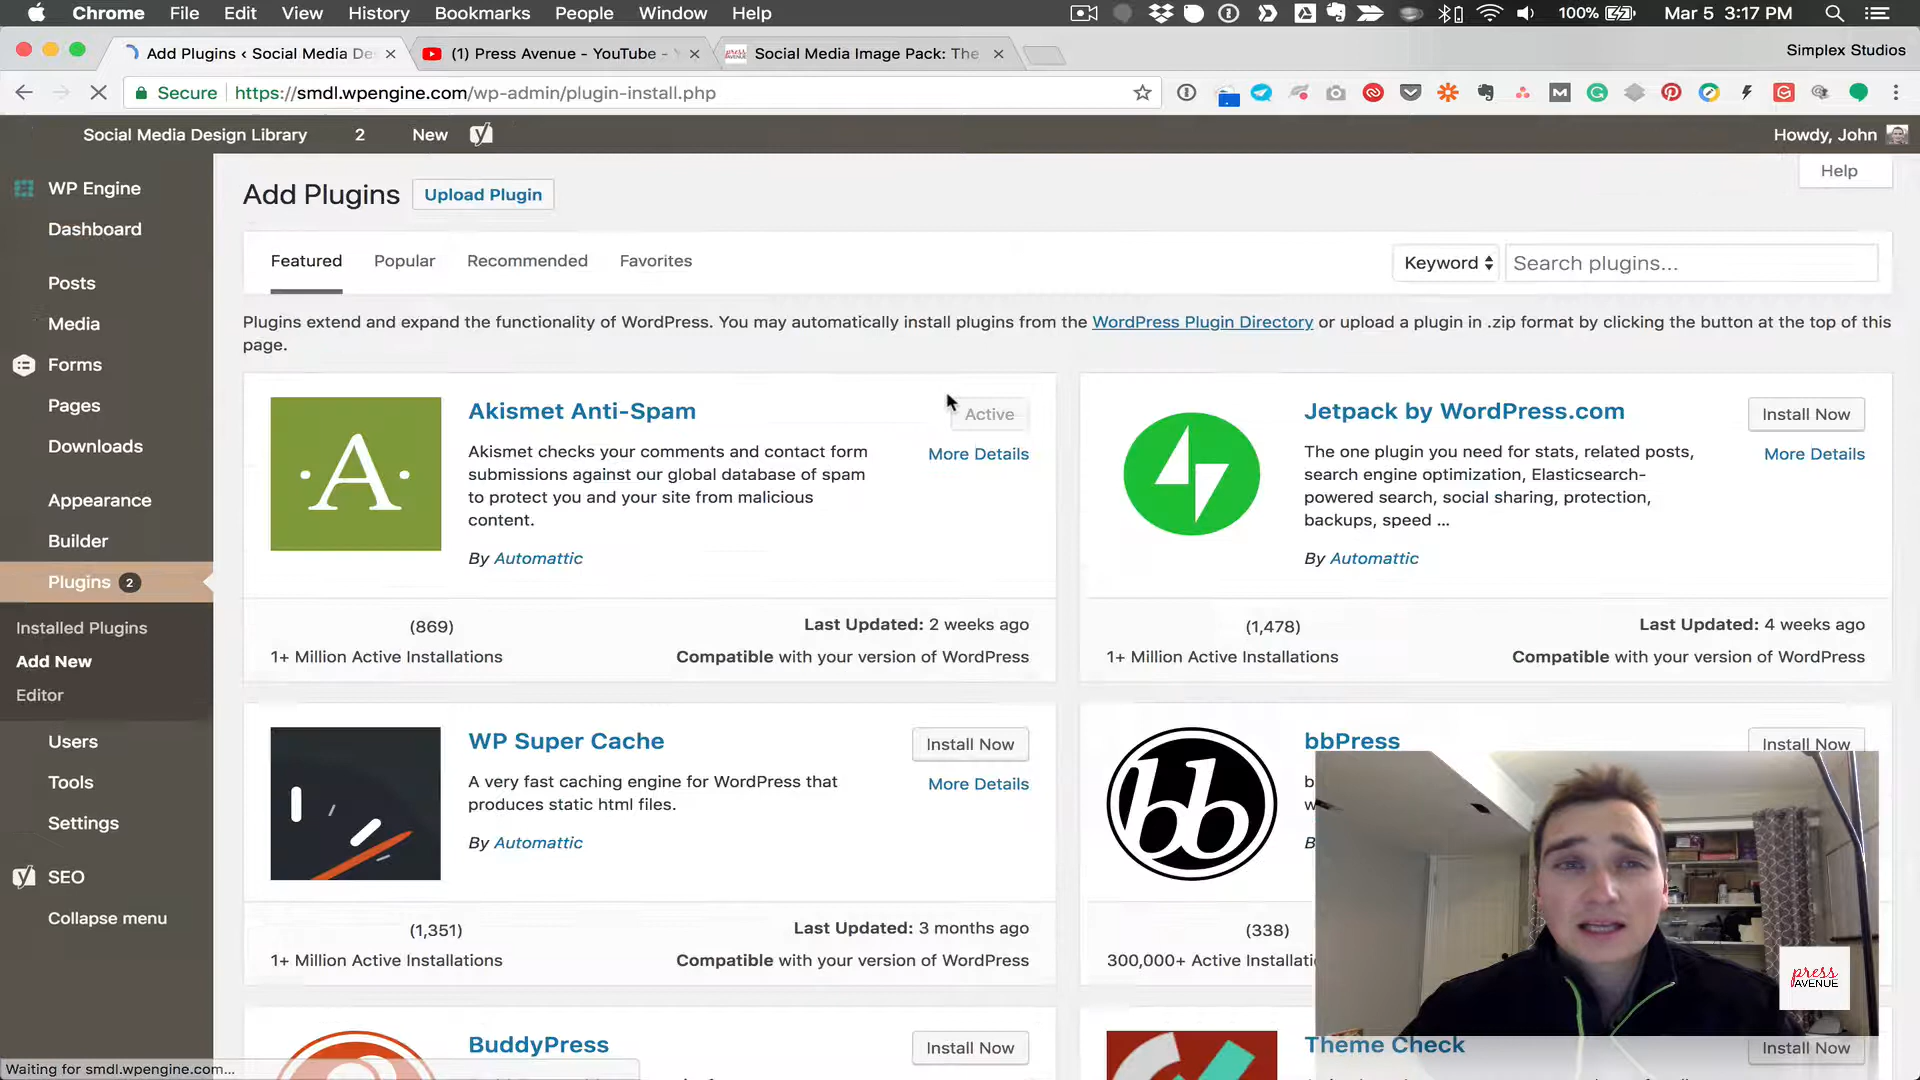 Chrome File Edit View History Bookmarks People Window Help 100% Mar 5 3:17 PM
Add Plugins ‹ Social Media De (1) Press Avenue - YouTube - Social Media Image Pack: The Simplex Studios
Secure https://smdl.wpengine.com/wp-admin/plugin-install.php
Social Media Design Library 2 New Howdy, John
WP Engine
Dashboard
Posts
Media
Forms
Pages
Downloads
Appearance
Builder
Plugins 2
Installed Plugins
Add New
Editor
Users
Tools
Settings
SEO
Collapse menu
Help
Add Plugins Upload Plugin
Featured Popular Recommended Favorites Keyword Search plugins...
Plugins extend and expand the functionality of WordPress. You may automatically install plugins from the WordPress Plugin Directory or upload a plugin in .zip format by clicking the button at the top of this
page.
Akismet Anti-Spam
Active
More Details
Akismet checks your comments and contact form
submissions against our global database of spam
to protect you and your site from malicious
content.
By Automattic
(869)
1+ Million Active Installations
Last Updated: 2 weeks ago
Compatible with your version of WordPress
Jetpack by WordPress.com
Install Now
More Details
The one plugin you need for stats, related posts,
search engine optimization, Elasticsearch-
powered search, social sharing, protection,
backups, speed ...
By Automattic
(1,478)
1+ Million Active Installations
Last Updated: 4 weeks ago
Compatible with your version of WordPress
WP Super Cache
Install Now
More Details
A very fast caching engine for WordPress that
produces static html files.
By Automattic
(1,351)
1+ Million Active Installations
Last Updated: 3 months ago
Compatible with your version of WordPress
bbPress
Install Now
(338)
300,000+ Active Installati
BuddyPress
Install Now
Theme Check
Install Now
press
AVENUE
Waiting for smdl.wpengine.com...